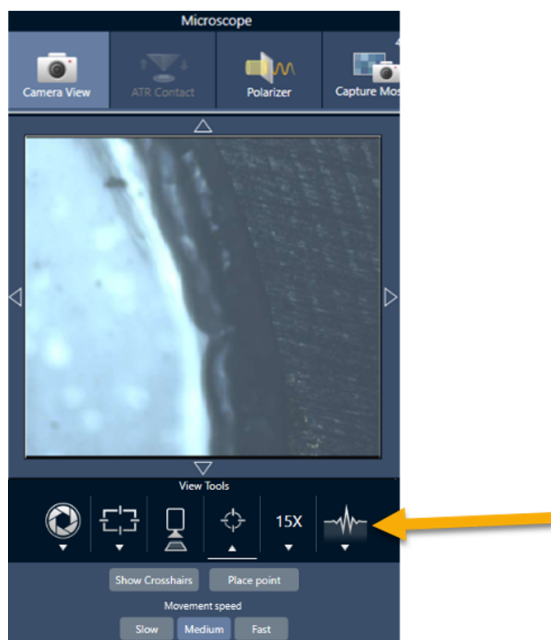 Microscope
Camera View
ATR Contact
Polarizer
Capture Mos
4
View Tools
15X
Show Crosshairs
Place point
Movement speed
Slow
Medium
Fast